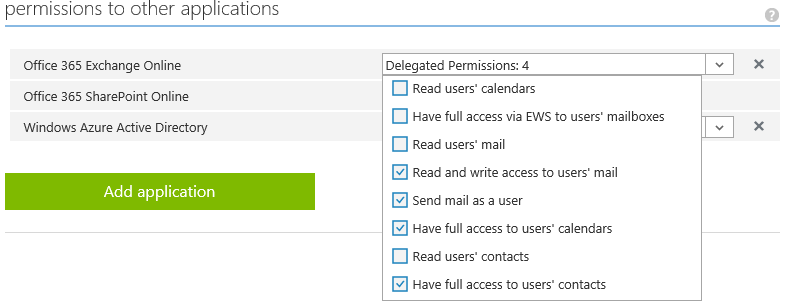 permissions to other applications
?
Office 365 Exchange Online
Delegated Permissions: 4
Read users' calendars
Have full access via EWS to users' mailboxes
Office 365 SharePoint Online
Windows Azure Active Directory
Read users' mail
Read and write access to users' mail
Add application
Send mail as a user
Have full access to users' calendars
Read users' contacts
Have full access to users' contacts